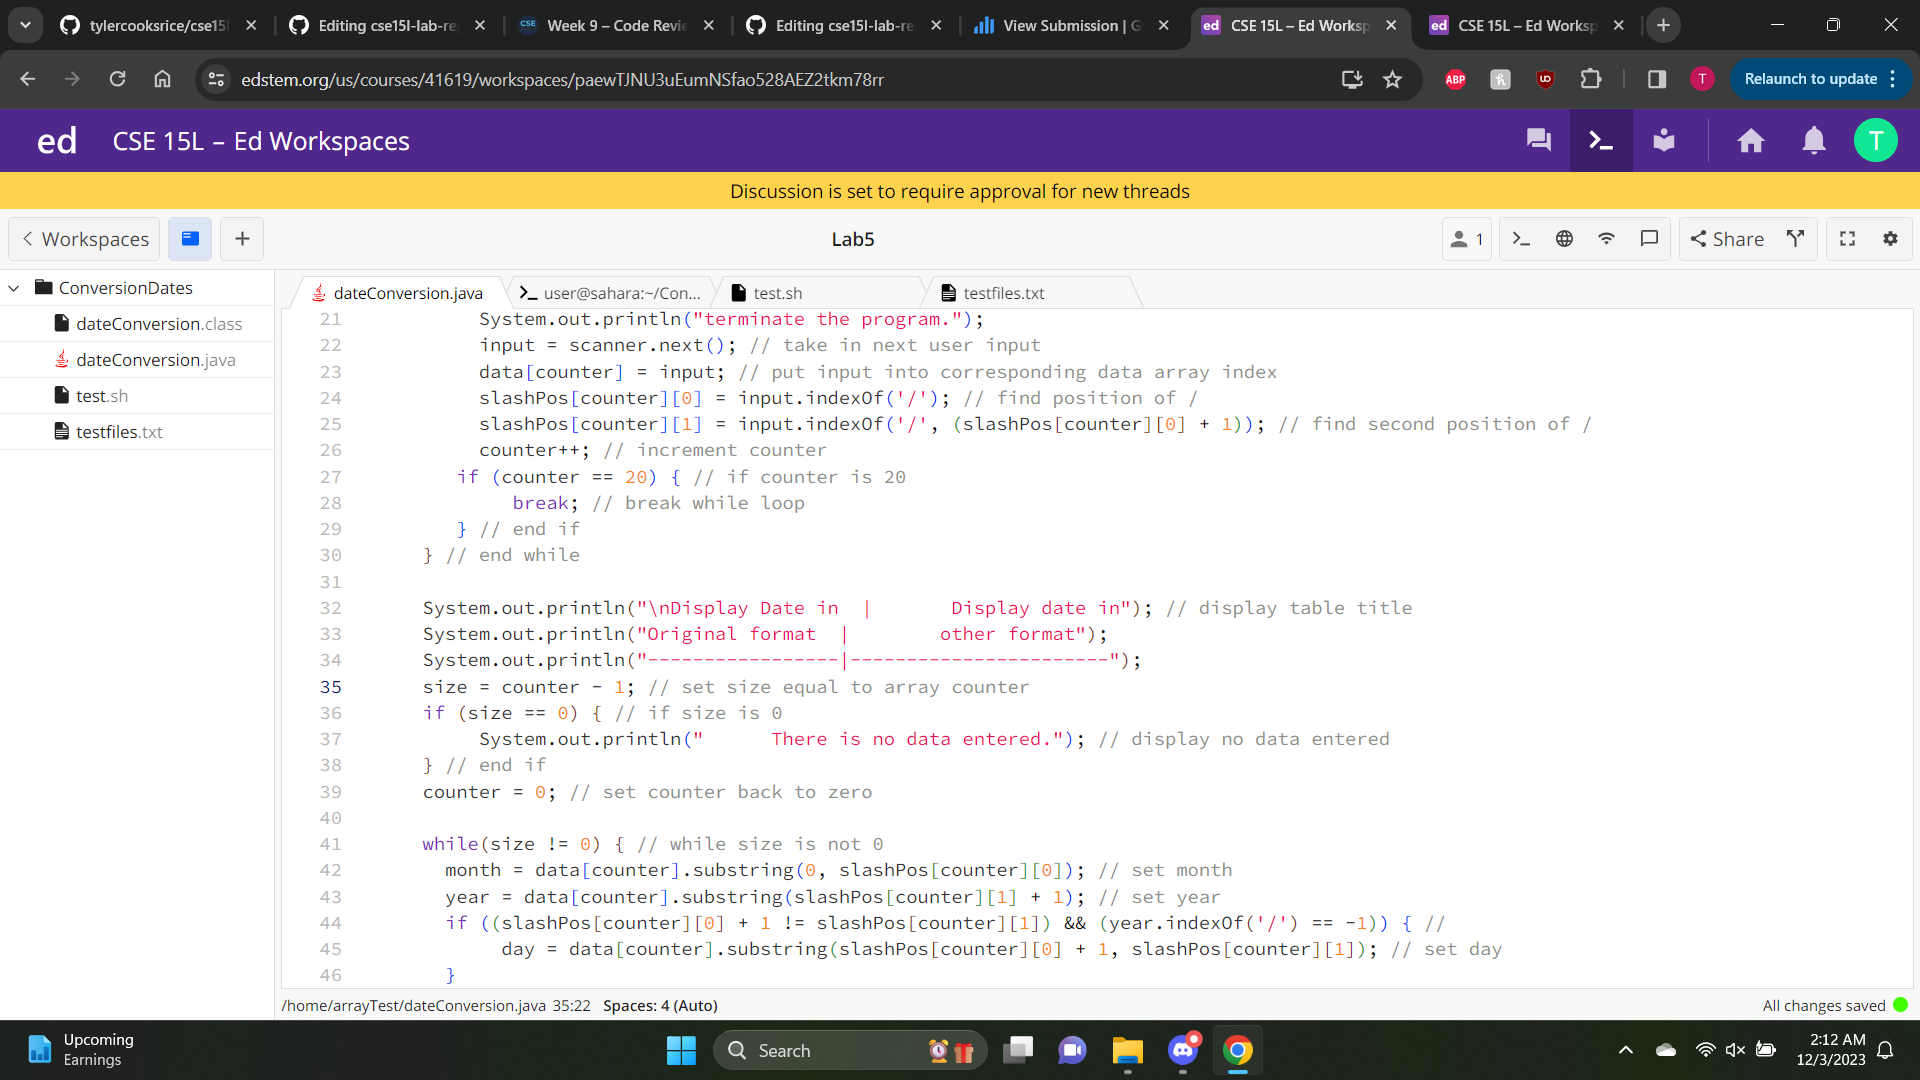 tylercooksrice/cse15l
Editing cse15l-lab-re
Week 9 – Code Revie
Editing cse15l-lab-re
View Submission | G
ed CSE 15L – Ed Worksp
ed CSE 15L – Ed Worksp
edstem.org/us/courses/41619/workspaces/paewTJNU3uEumNSfao528AEZ2tkm78rr
ABP
T
Relaunch to update
ed CSE 15L – Ed Workspaces
T
Discussion is set to require approval for new threads
Workspaces
Lab5
1
Share
ConversionDates
dateConversion.class
dateConversion.java
test.sh
testfiles.txt
dateConversion.java
user@sahara:~/Con...
test.sh
testfiles.txt
21 System.out.println("terminate the program.");
22 input = scanner.next(); // take in next user input
23 data[counter] = input; // put input into corresponding data array index
24 slashPos[counter][0] = input.indexOf('/'); // find position of /
25 slashPos[counter][1] = input.indexOf('/', (slashPos[counter][0] + 1)); // find second position of /
26 counter++; // increment counter
27 if (counter == 20) { // if counter is 20
28 break; // break while loop
29 } // end if
30 } // end while
31
32 System.out.println("\nDisplay Date in  |       Display date in"); // display table title
33 System.out.println("Original format  |        other format");
34 System.out.println("-----------------|-----------------------");
35 size = counter - 1; // set size equal to array counter
36 if (size == 0) { // if size is 0
37 System.out.println("      There is no data entered."); // display no data entered
38 } // end if
39 counter = 0; // set counter back to zero
40
41 while(size != 0) { // while size is not 0
42 month = data[counter].substring(0, slashPos[counter][0]); // set month
43 year = data[counter].substring(slashPos[counter][1] + 1); // set year
44 if ((slashPos[counter][0] + 1 != slashPos[counter][1]) && (year.indexOf('/') == -1)) { //
45 day = data[counter].substring(slashPos[counter][0] + 1, slashPos[counter][1]); // set day
46 }
/home/arrayTest/dateConversion.java 35:22 Spaces: 4 (Auto)
All changes saved
Upcoming
Earnings
Search
2:12 AM
12/3/2023